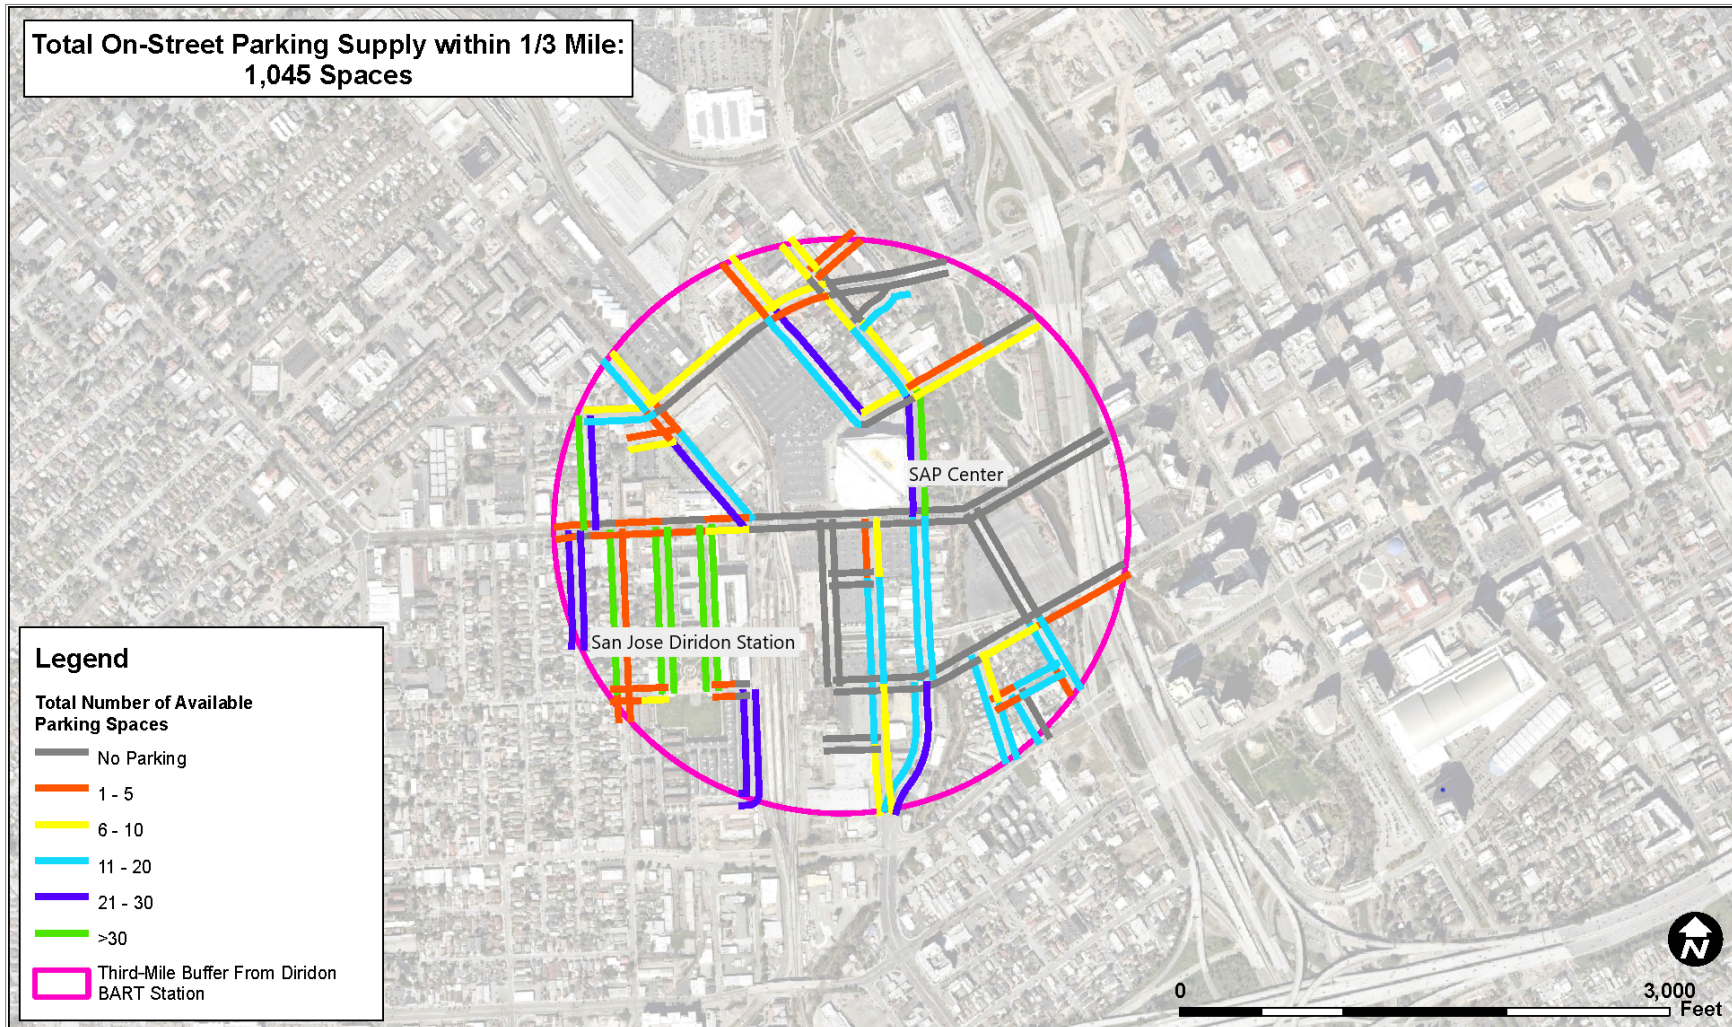 Total On-Street Parking Supply within 1/3 Mile:
1,045 Spaces
SAP Center
San Jose Diridon Station
Legend
Total Number of Available
Parking Spaces
No Parking
1 - 5
6 - 10
11 - 20
21 - 30
>30
Third-Mile Buffer From Diridon
BART Station
N
0
3,000
Feet